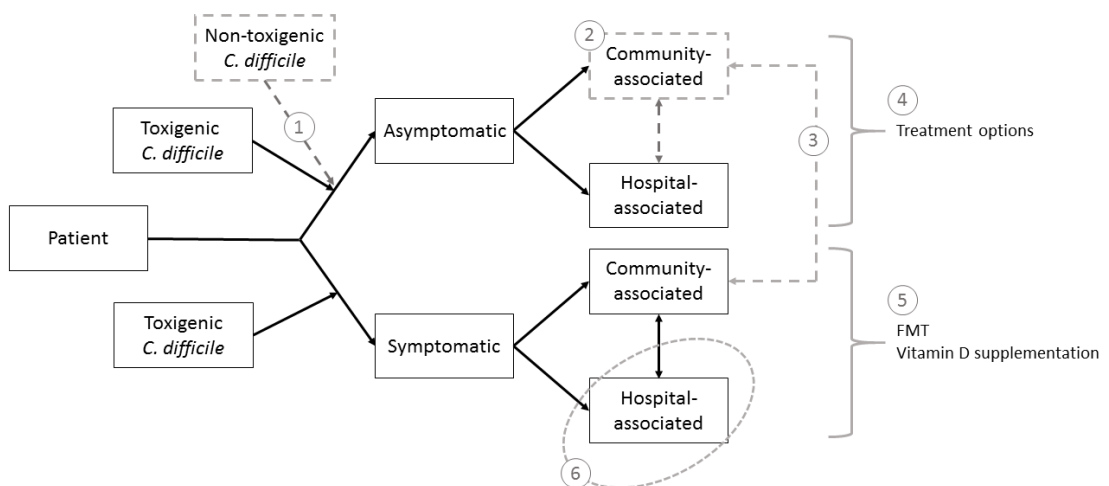 Non-toxigenic
C. difficile
1
Toxigenic
C. difficile
Patient
Toxigenic
C. difficile
Asymptomatic
Symptomatic
2
Community-
associated
Hospital-
associated
3
Community-
associated
Hospital-
associated
6
4
Treatment options
5
FMT
Vitamin D supplementation